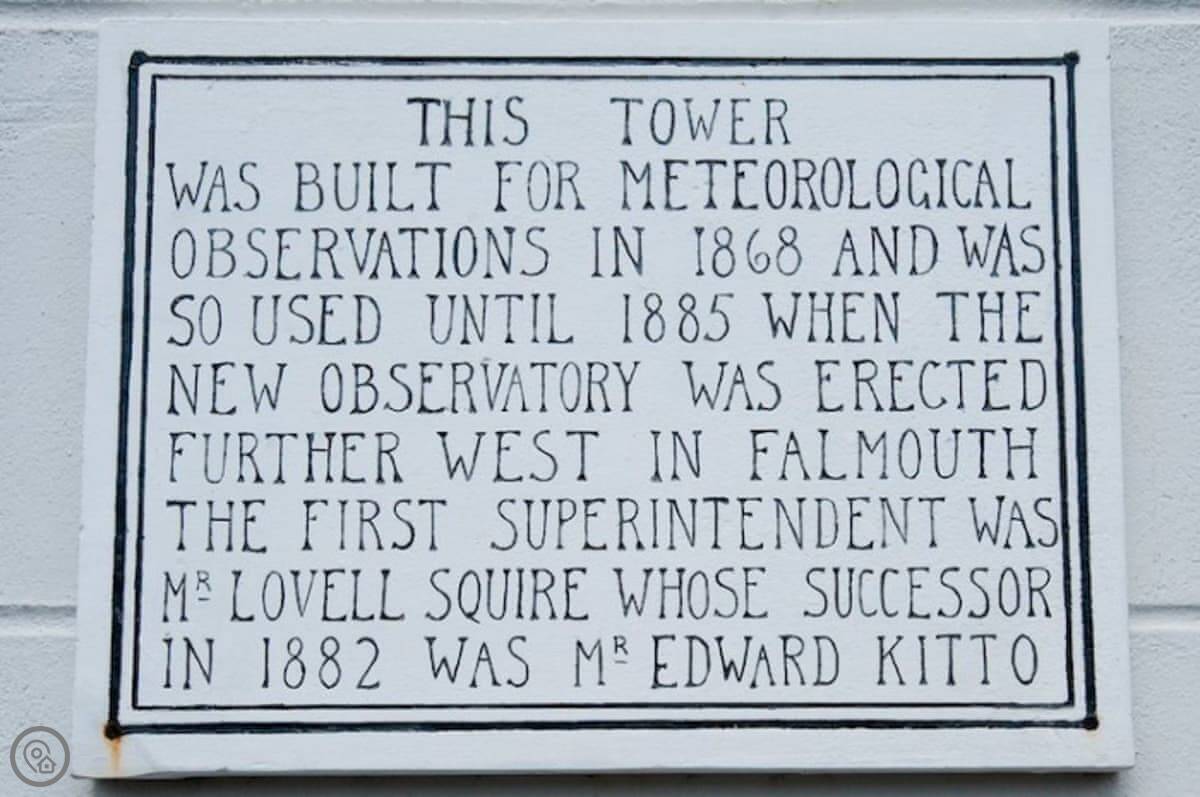 THIS TOWER
WAS BUILT FOR METEOROLOGICAL
OBSERVATIONS IN 1868 AND WAS
SO USED UNTIL 1885 WHEN THE
NEW OBSERVATORY WAS ERECTED
FURTHER WEST IN FALMOUTH
THE FIRST SUPERINTENDENT WAS
MR LOVELL SQUIRE WHOSE SUCCESSOR
IN 1882 WAS MR EDWARD KITTO